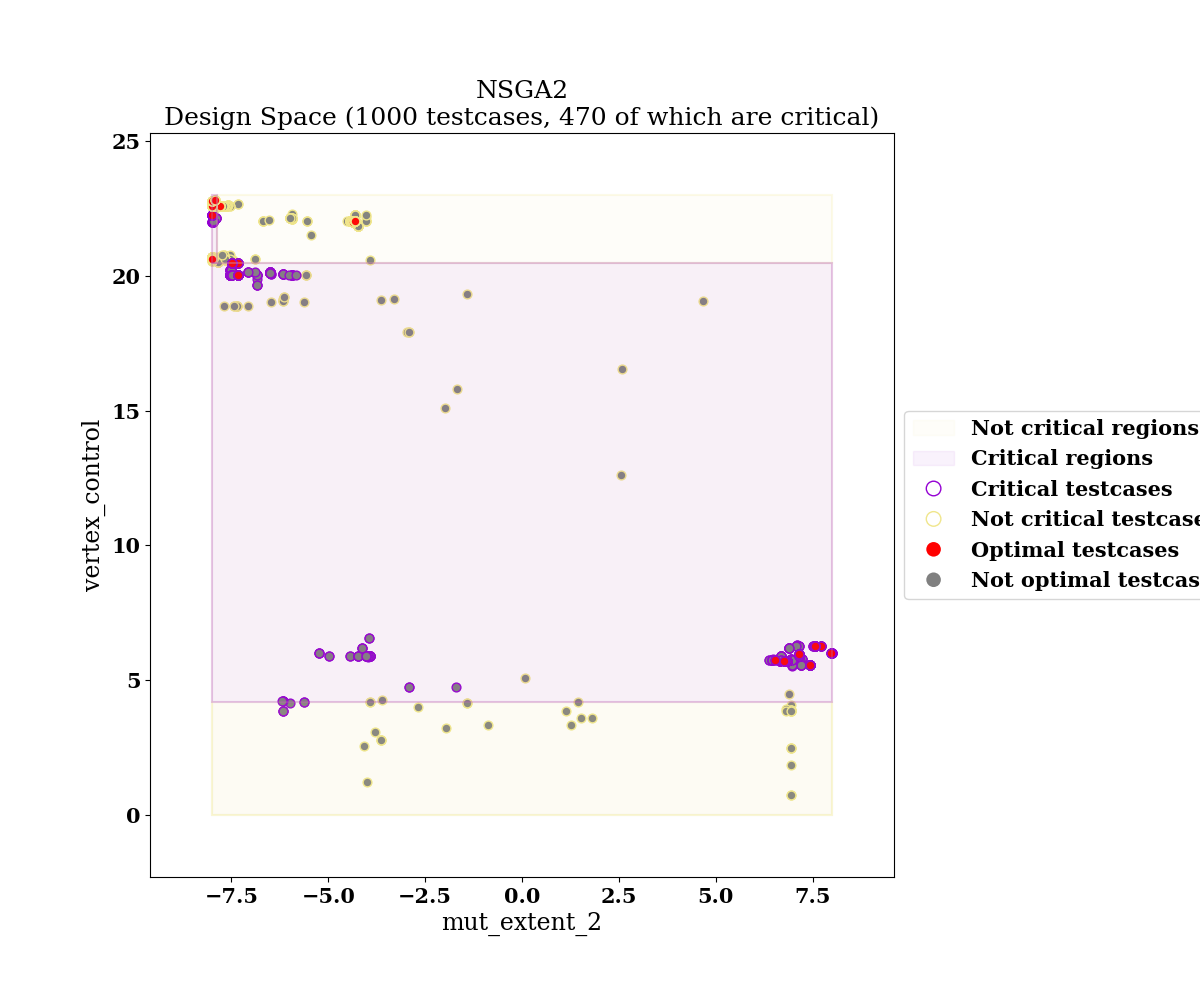 NSGA2
Design Space (1000 testcases, 470 of which are critical)
25
20
15
10
5
0
vertex_control
−7.5 −5.0 −2.5 0.0 2.5 5.0 7.5
mut_extent_2
Not critical regions
Critical regions
Critical testcases
Not critical testcase
Optimal testcases
Not optimal testcas